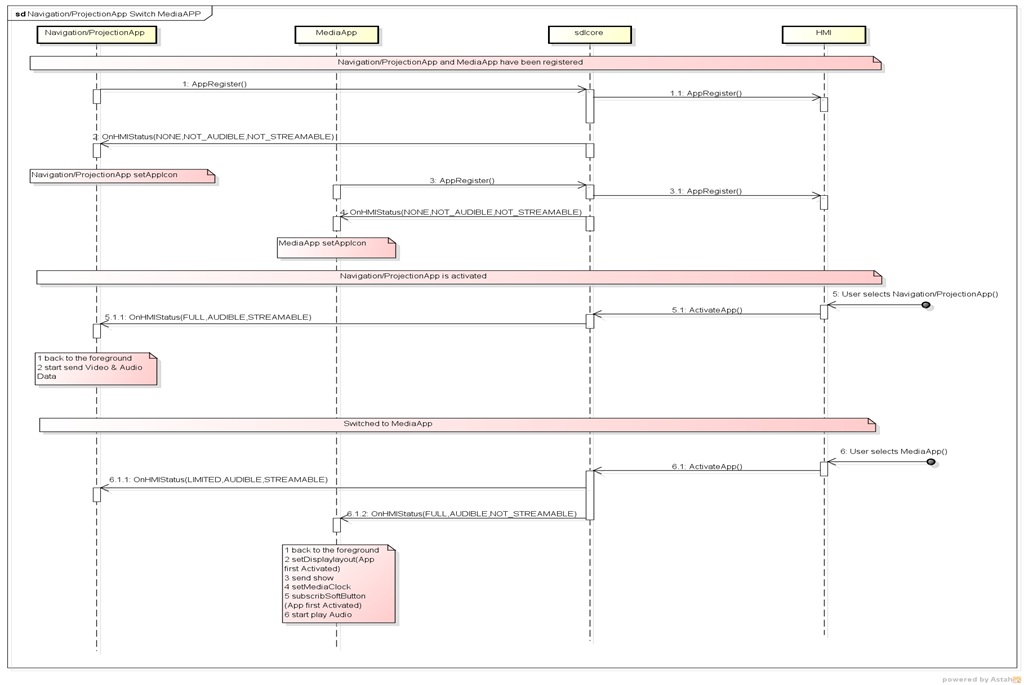 sd Navigation/ProjectionApp Switch MediaAPP
Navigation/ProjectionApp
MediaApp
sdlcore
HMI
Navigation/ProjectionApp and MediaApp have been registered
1: AppRegister()
1.1: AppRegister()
2: OnHMIStatus(NONE,NOT_AUDIBLE,NOT_STREAMABLE)
Navigation/ProjectionApp setAppIcon
3: AppRegister()
3.1: AppRegister()
4: OnHMIStatus(NONE,NOT_AUDIBLE,NOT_STREAMABLE)
MediaApp setAppIcon
Navigation/ProjectionApp is activated
5: User selects Navigation/ProjectionApp()
5.1: ActivateApp()
5.1.1: OnHMIStatus(FULL,AUDIBLE,STREAMABLE)
1 back to the foreground
2 start send Video & Audio
Data
Switched to MediaApp
6: User selects MediaApp()
6.1: ActivateApp()
6.1.1: OnHMIStatus(LIMITED,AUDIBLE,STREAMABLE)
6.1.2: OnHMIStatus(FULL,AUDIBLE,NOT_STREAMABLE)
1 back to the foreground
2 setDisplaylayout(App
first Activated)
3 send show
4 setMediaClock
5 subscribSoftButton
(App first Activated)
6 start play Audio
powered by Astah